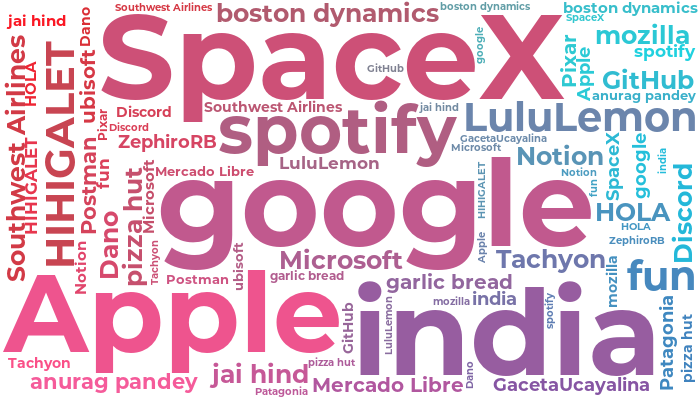 Southwest Airlines
boston dynamics
boston dynamics
boston dynamics
jai hind
Dano
SpaceX
SpaceX
google
Pixar
mozilla
spotify
Apple
GitHub
GitHub
anurag pandey
Southwest Airlines
HOLA
HIHIGALET
HIHIGALET
ubisoft
Pixar
Discord
Discord
Southwest Airlines
jai hind
LuluLemon
spotify
ZephiroRB
GacetaUcayalina
Microsoft
LuluLemon
Notion
Notion
SpaceX
google
india
Postman
fun
Mercado Libre
google
HIHIGALET
fun
HOLA
HOLA
ZephiroRB
Discord
Dano
pizza hut
Microsoft
Tachyon
Notion
ubisoft
Microsoft
Apple
Tachyon
mozilla
fun
Postman
garlic bread
garlic bread
Apple
india
mozilla
india
spotify
GitHub
LuluLemon
Patagonia
pizza hut
Tachyon
anurag pandey
jai hind
pizza hut
Patagonia
Mercado Libre
Dano
GacetaUcayalina